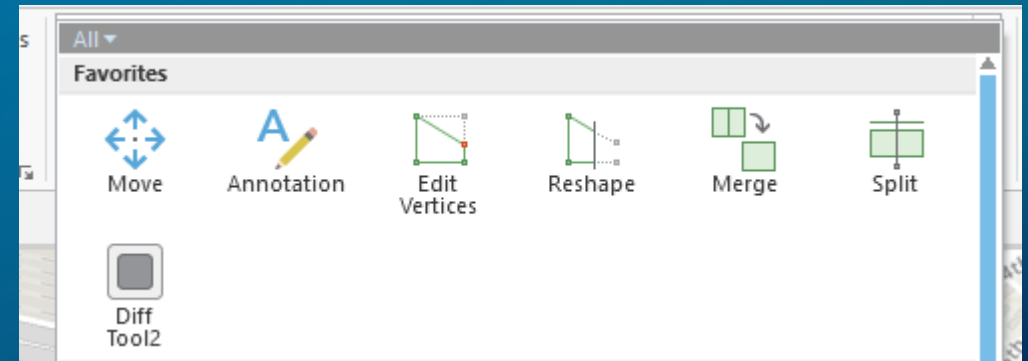 s
All
Favorites
Move
Annotation
Edit
Vertices
Reshape
Merge
Split
Diff
Tool2